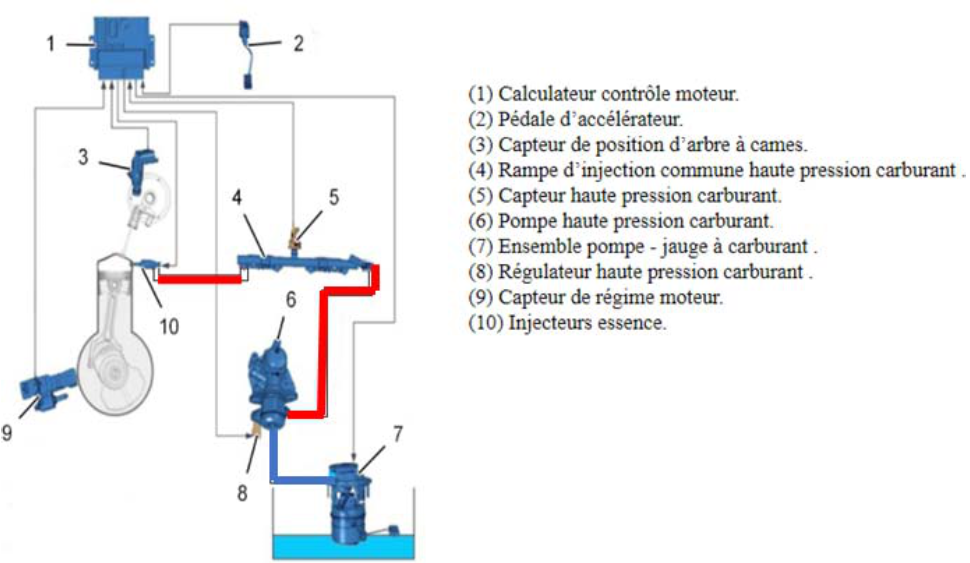 1
2
3
4
5
6
7
8
9
10
(1) Calculateur contrôle moteur.
(2) Pédale d’accélérateur.
(3) Capteur de position d’arbre à cames.
(4) Rampe d’injection commune haute pression carburant .
(5) Capteur haute pression carburant.
(6) Pompe haute pression carburant.
(7) Ensemble pompe - jauge à carburant .
(8) Régulateur haute pression carburant .
(9) Capteur de régime moteur.
(10) Injecteurs essence.